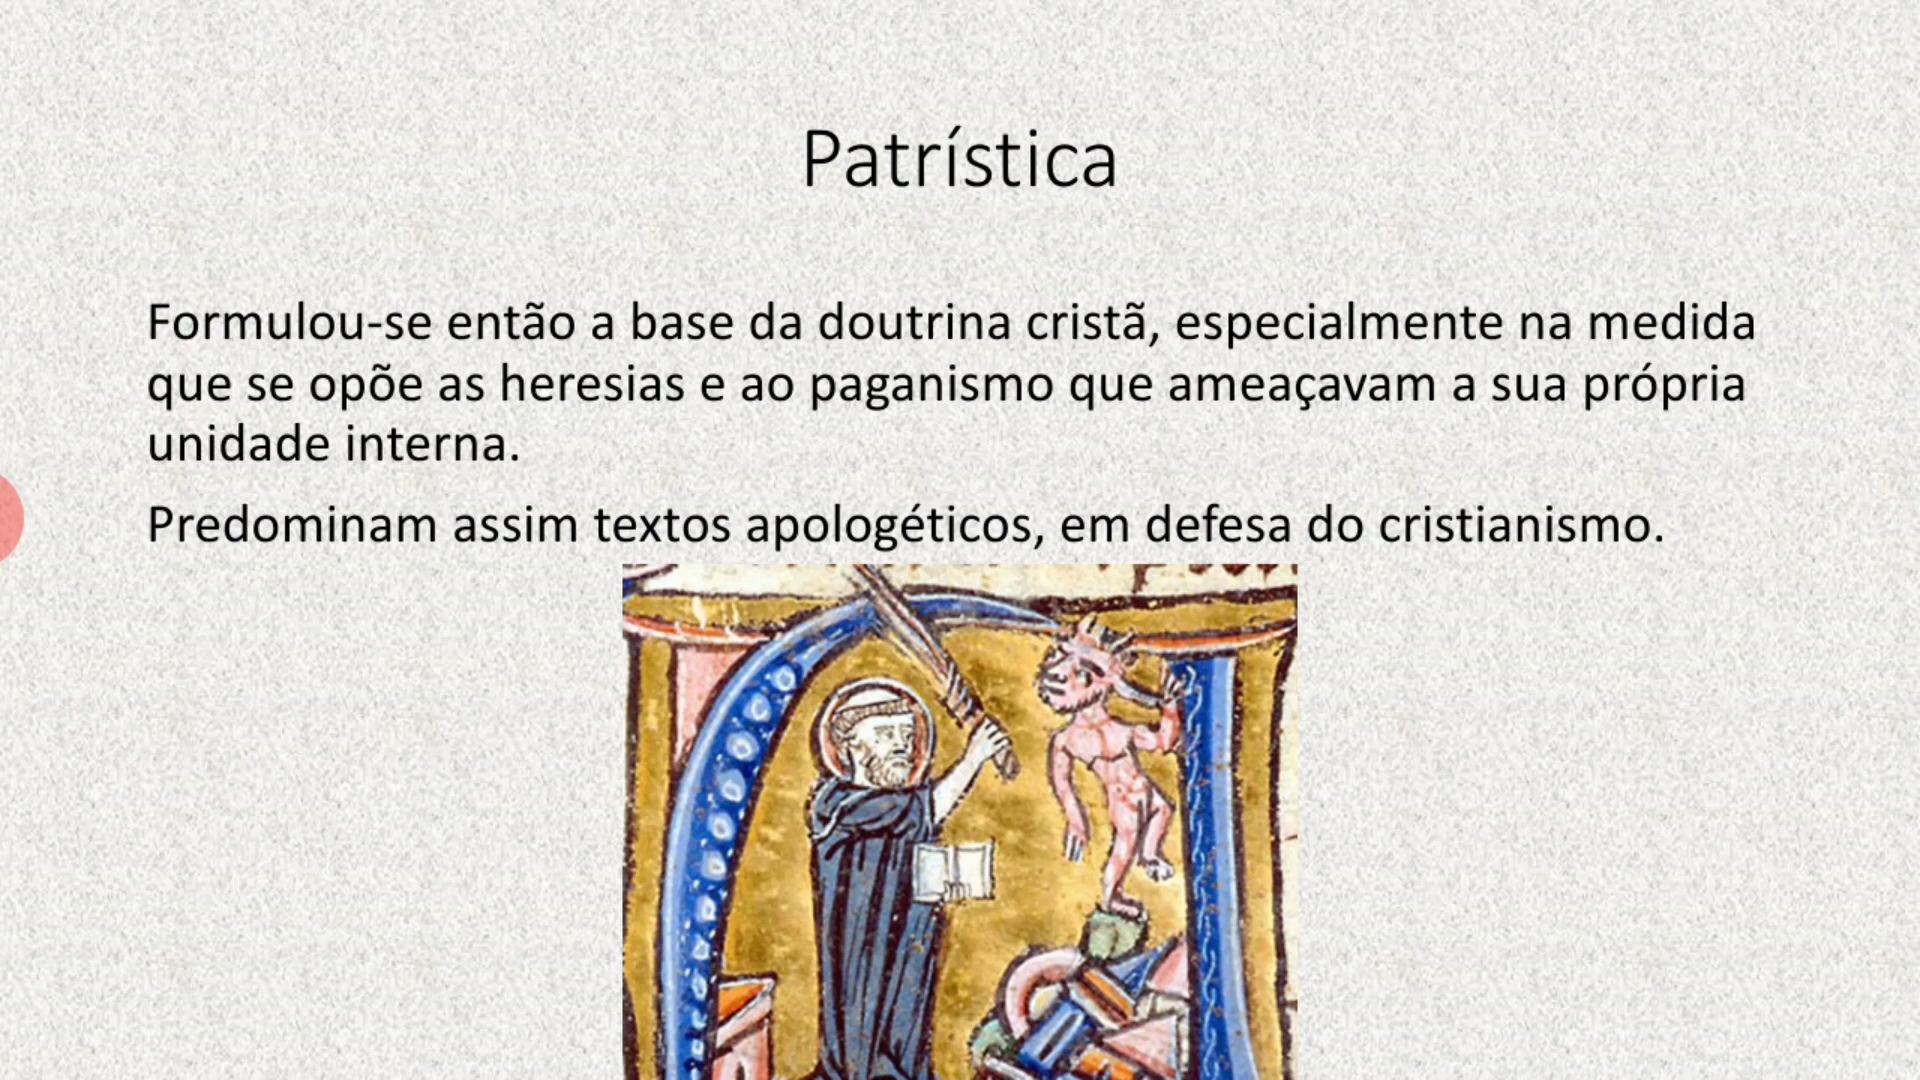 Patrística
Formulou-se então a base da doutrina cristã, especialmente na medida
que se opõe as heresias e ao paganismo que ameaçavam a sua própria
unidade interna.
Predominam assim textos apologéticos, em defesa do cristianismo.